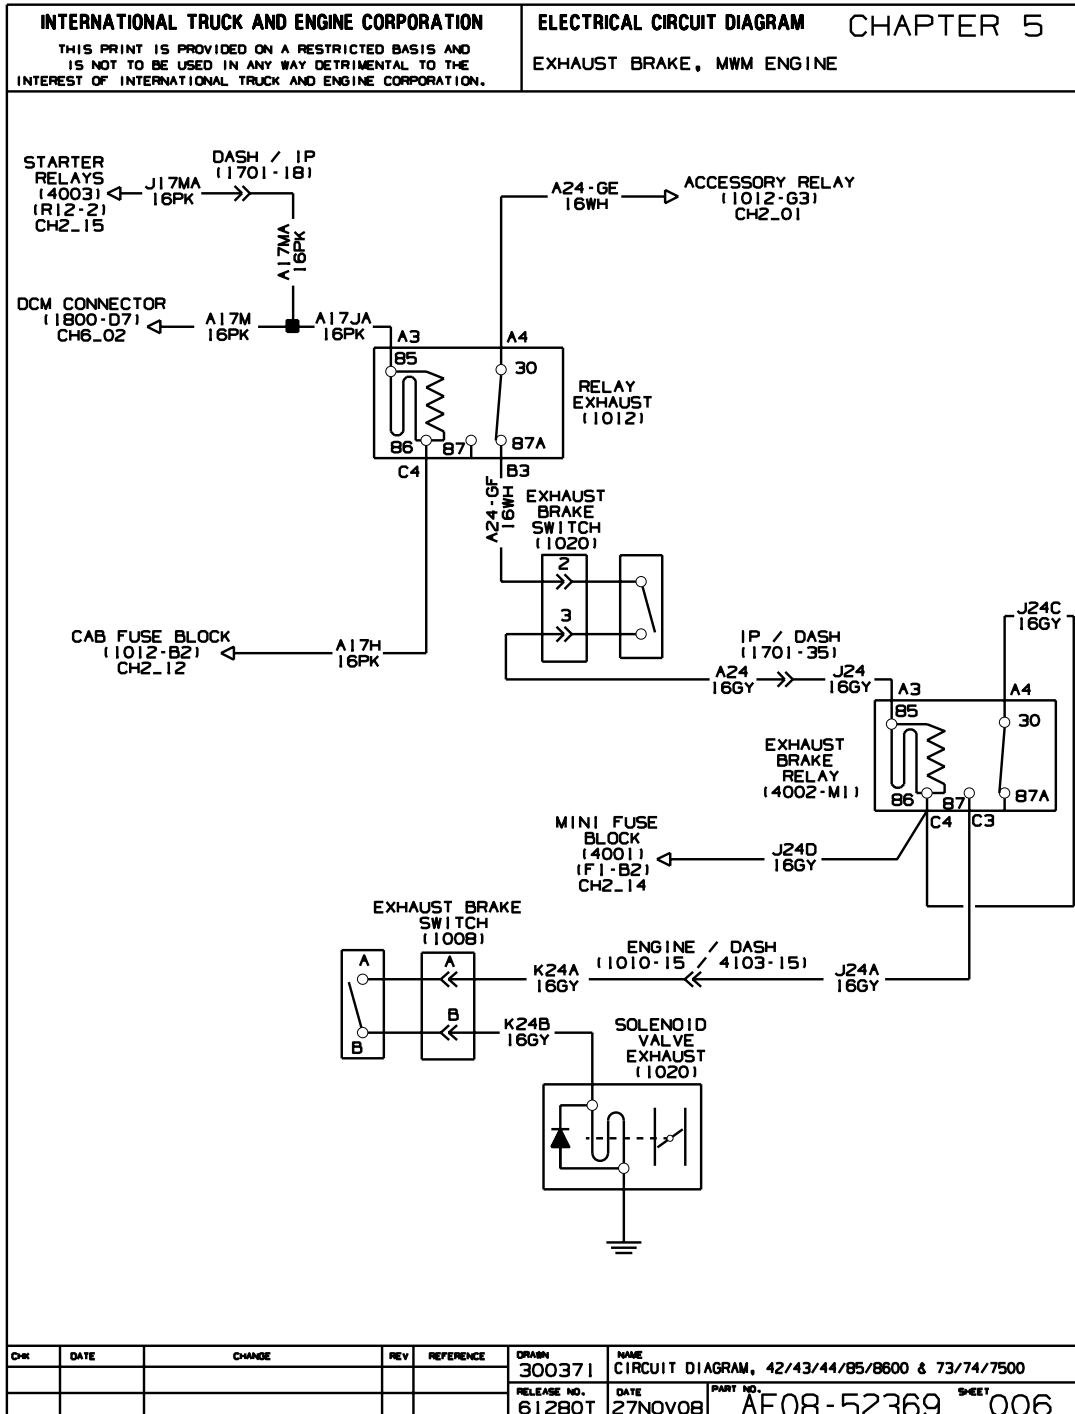 INTERNATIONAL TRUCK AND ENGINE CORPORATION
THIS PRINT IS PROVIDED ON A RESTRICTED BASIS AND
IS NOT TO BE USED IN ANY WAY DETRIMENTAL TO THE
INTEREST OF INTERNATIONAL TRUCK AND ENGINE CORPORATION.
ELECTRICAL CIRCUIT DIAGRAM
CHAPTER 5
EXHAUST BRAKE, MWM ENGINE
STARTER
RELAYS
(4003)
(R12-2)
CH2_15
J17MA
16PK
DASH / IP
(1701-18)
A17MA
16PK
A24-GE
16WH
ACCESSORY RELAY
(1012-G3)
CH2_01
DCM CONNECTOR
(1800-D7)
CH6_02
A17M
16PK
A17JA
16PK
A3
A4
85
30
86
87
87A
C4
B3
RELAY
EXHAUST
(1012)
A24-GF
16WH
EXHAUST
BRAKE
SWITCH
(1020)
2
3
CAB FUSE BLOCK
(1012-B2)
CH2_12
A17H
16PK
IP / DASH
(1701-35)
A24
16GY
J24
16GY
J24C
16GY
A3
A4
85
30
86
87
87A
C4
C3
EXHAUST
BRAKE
RELAY
(4002-M1)
MINI FUSE
BLOCK
(4001)
(F1-B2)
CH2_14
J24D
16GY
EXHAUST BRAKE
SWITCH
(1008)
A
A
B
B
K24A
16GY
ENGINE / DASH
(1010-15 / 4103-15)
J24A
16GY
K24B
16GY
SOLENOID
VALVE
EXHAUST
(1020)
CHK
DATE
CHANGE
REV
REFERENCE
DRAWN
300371
NAME
CIRCUIT DIAGRAM, 42/43/44/85/8600 & 73/74/7500
RELEASE NO.
61280T
DATE
27NOV08
PART NO.
AE08-52369
SHEET
006